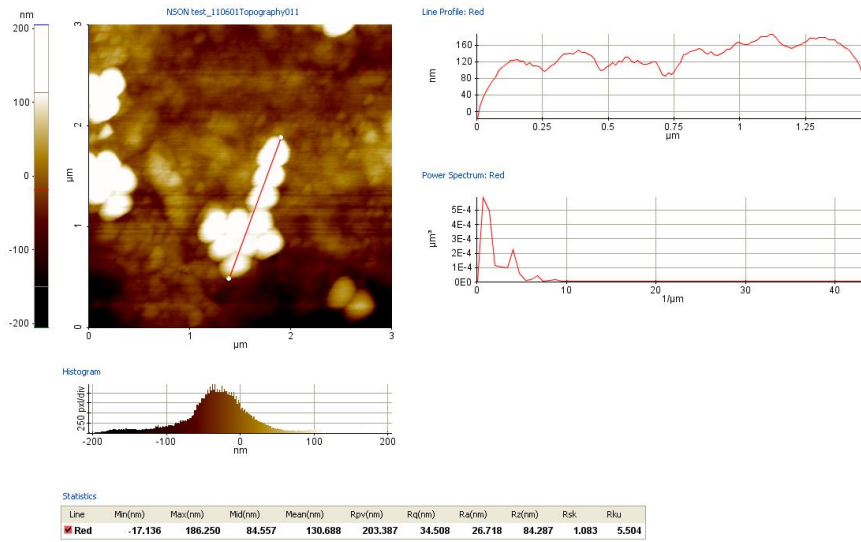 nm
200
100
0
-100
-200
NSON test_110601Topography011
3
2
µm
1
0
0 1 2 3
µm
Line Profile: Red
160
120
nm 80
40
0
0 0.25 0.5 0.75 1 1.25
µm
Power Spectrum: Red
5E-4
4E-4
µm³ 3E-4
2E-4
1E-4
0E0
0 10 20 30 40
1/µm
Histogram
250 pxl/div
-200 -100 0 100 200
nm
Statistics
Line Min(nm) Max(nm) Mid(nm) Mean(nm) Rpv(nm) Rq(nm) Ra(nm) Rz(nm) Rsk Rku
Red -17.136 186.250 84.557 130.688 203.387 34.508 26.718 84.287 1.083 5.504